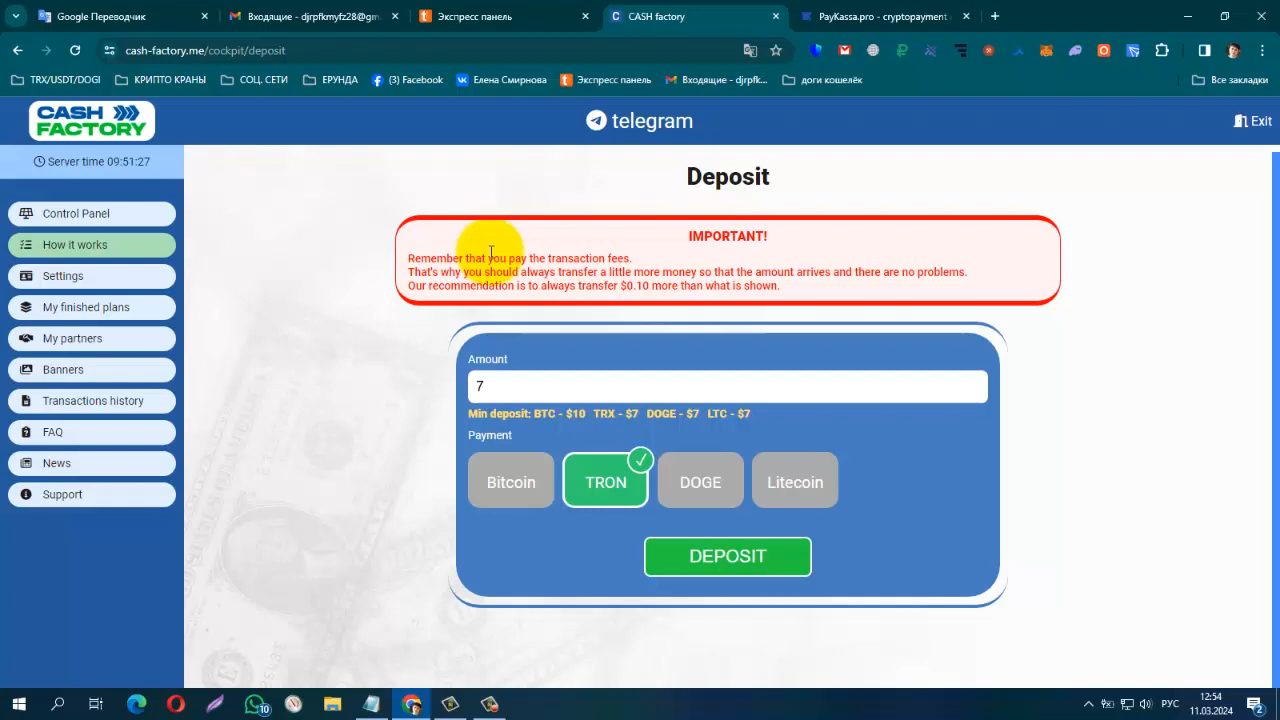 Google Переводчик
Входящие - djrpfkmyfz28@gm
Экспресс панель
CASH factory
PayKassa.pro - cryptopayment
cash-factory.me/cockpit/deposit
TRX/USDT/DOGI
КРИПТО КРАНЫ
СОЦ. СЕТИ
ЕРУНДА
(3) Facebook
Елена Смирнова
Экспресс панель
Входящие - djrpfk...
доги кошелёк
Все закладки
CASH
FACTORY
telegram
Exit
Server time 09:51:27
Control Panel
How it works
Settings
My finished plans
My partners
Banners
Transactions history
FAQ
News
Support
Deposit
IMPORTANT!
Remember that you pay the transaction fees.
That's why you should always transfer a little more money so that the amount arrives and there are no problems.
Our recommendation is to always transfer $0.10 more than what is shown.
Amount
7
Min deposit: BTC - $10 TRX - $7 DOGE - $7 LTC - $7
Payment
Bitcoin
TRON
DOGE
Litecoin
DEPOSIT
10
РУС
12:54
11.03.2024
2